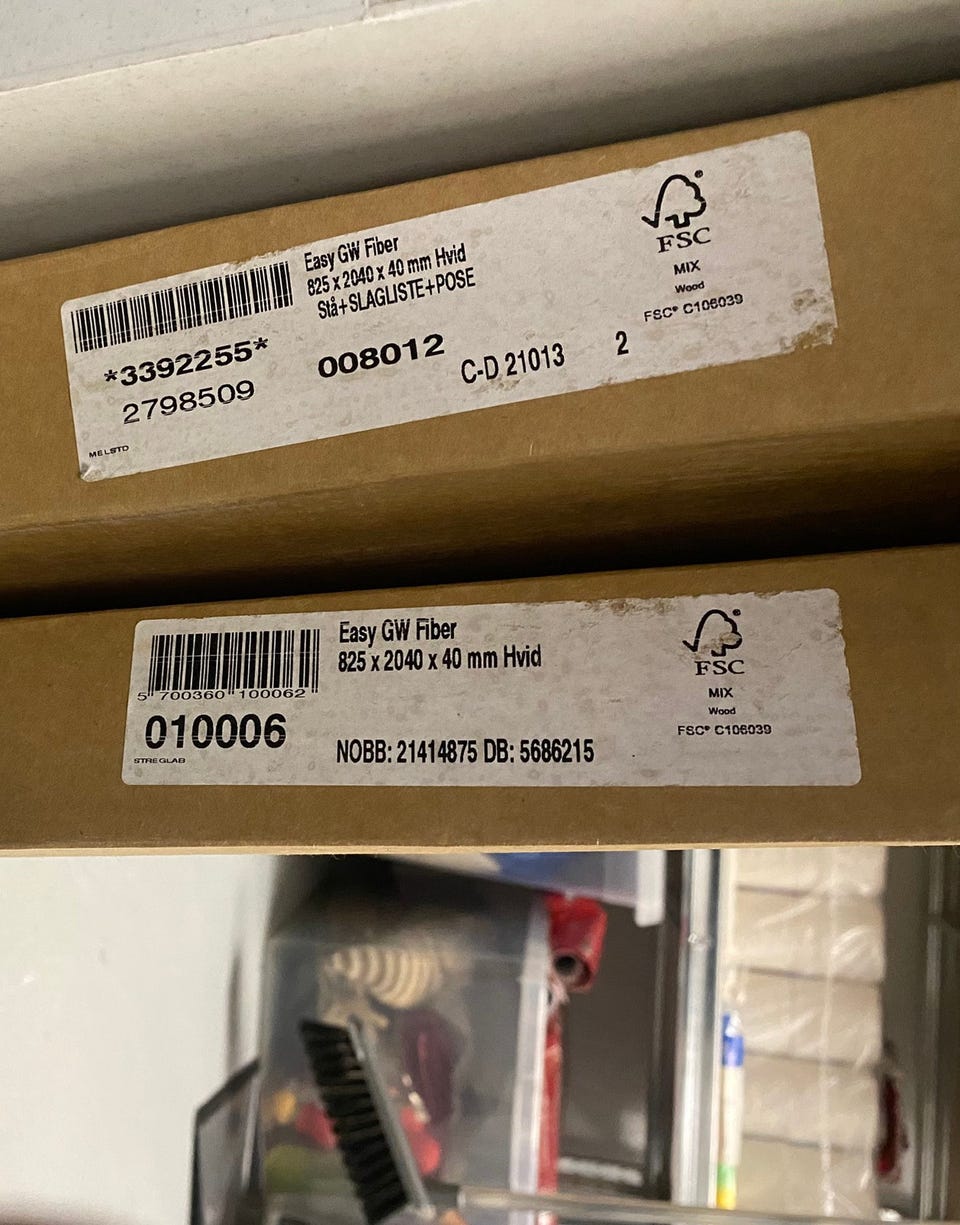 Easy GW Fiber
825 x 2040 x 40 mm Hvid
Stå+SLAGLISTE+POSE
*3392255*
2798509
008012
C-D 21013
2
MELSTD
FSC®
MIX
Wood
FSC® C106039
Easy GW Fiber
825 x 2040 x 40 mm Hvid
5 700360 100062
010006
STREGLAB
NOBB: 21414875 DB: 5686215
FSC®
MIX
Wood
FSC® C106039